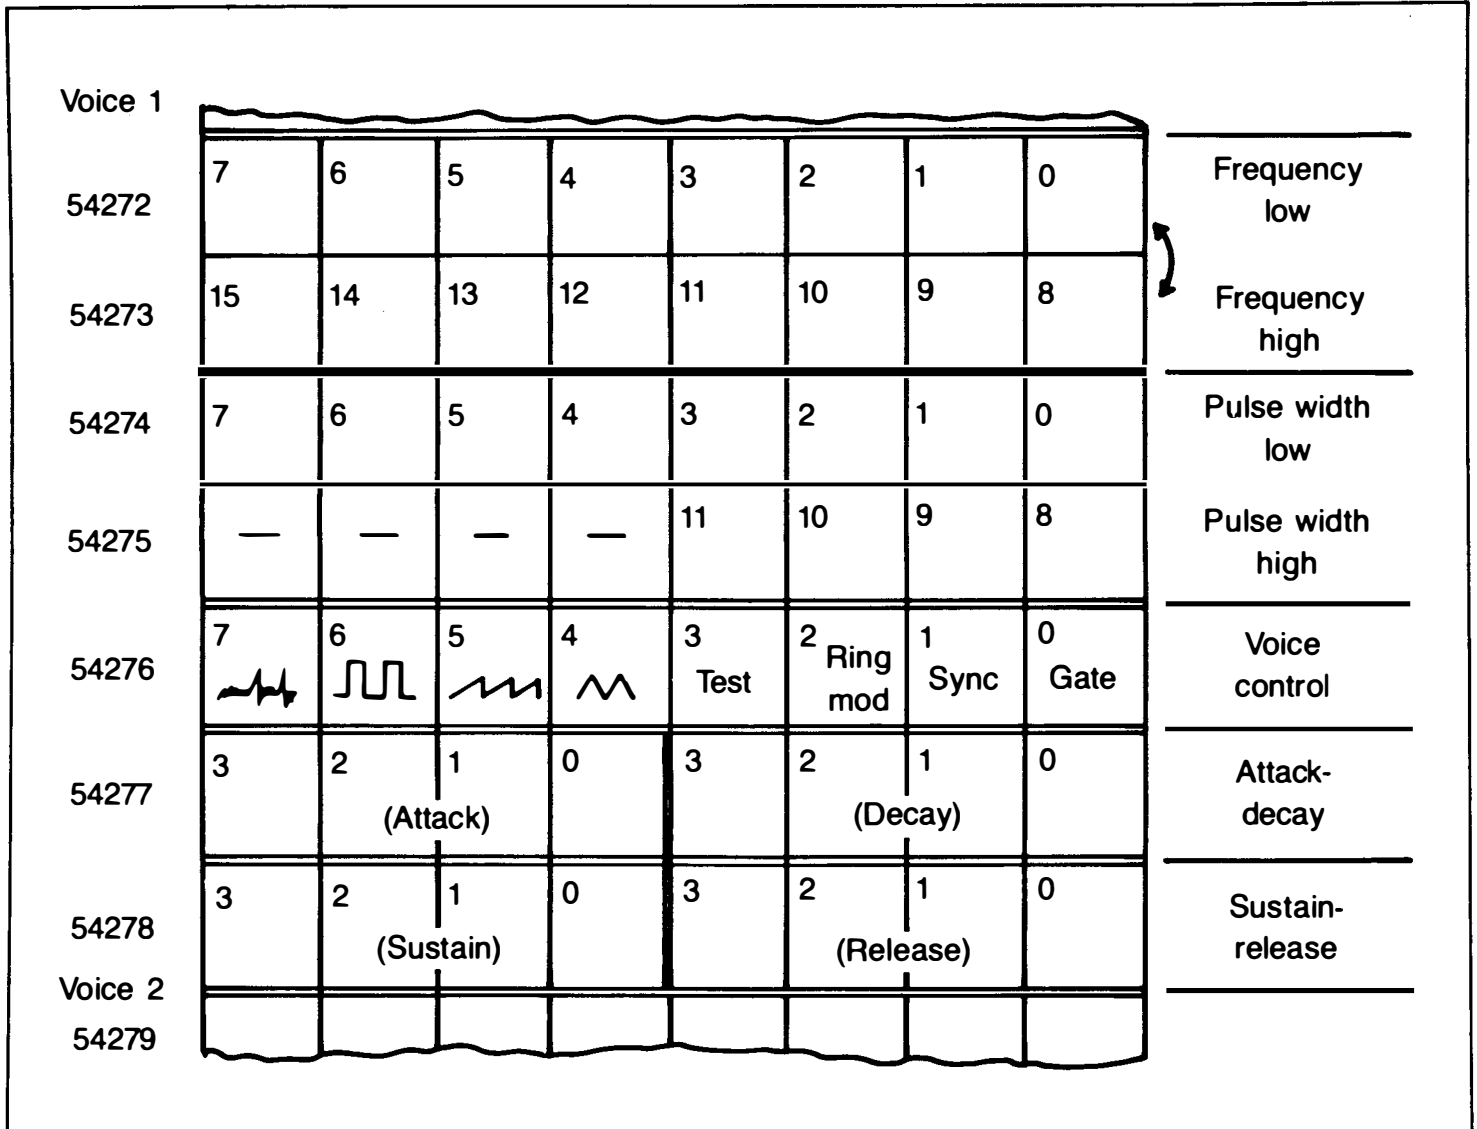 Voice 1
7 6 5 4 3 2 1 0
54272
Frequency
low
15 14 13 12 11 10 9 8
54273
Frequency
high
7 6 5 4 3 2 1 0
54274
Pulse width
low
— — — — 11 10 9 8
54275
Pulse width
high
7 6 5 4 3 2 1 0
54276
Test
Ring
mod
Sync
Gate
Voice
control
3 2 1 0 3 2 1 0
54277
(Attack)
(Decay)
Attack-
decay
3 2 1 0 3 2 1 0
54278
(Sustain)
(Release)
Sustain-
release
Voice 2
54279